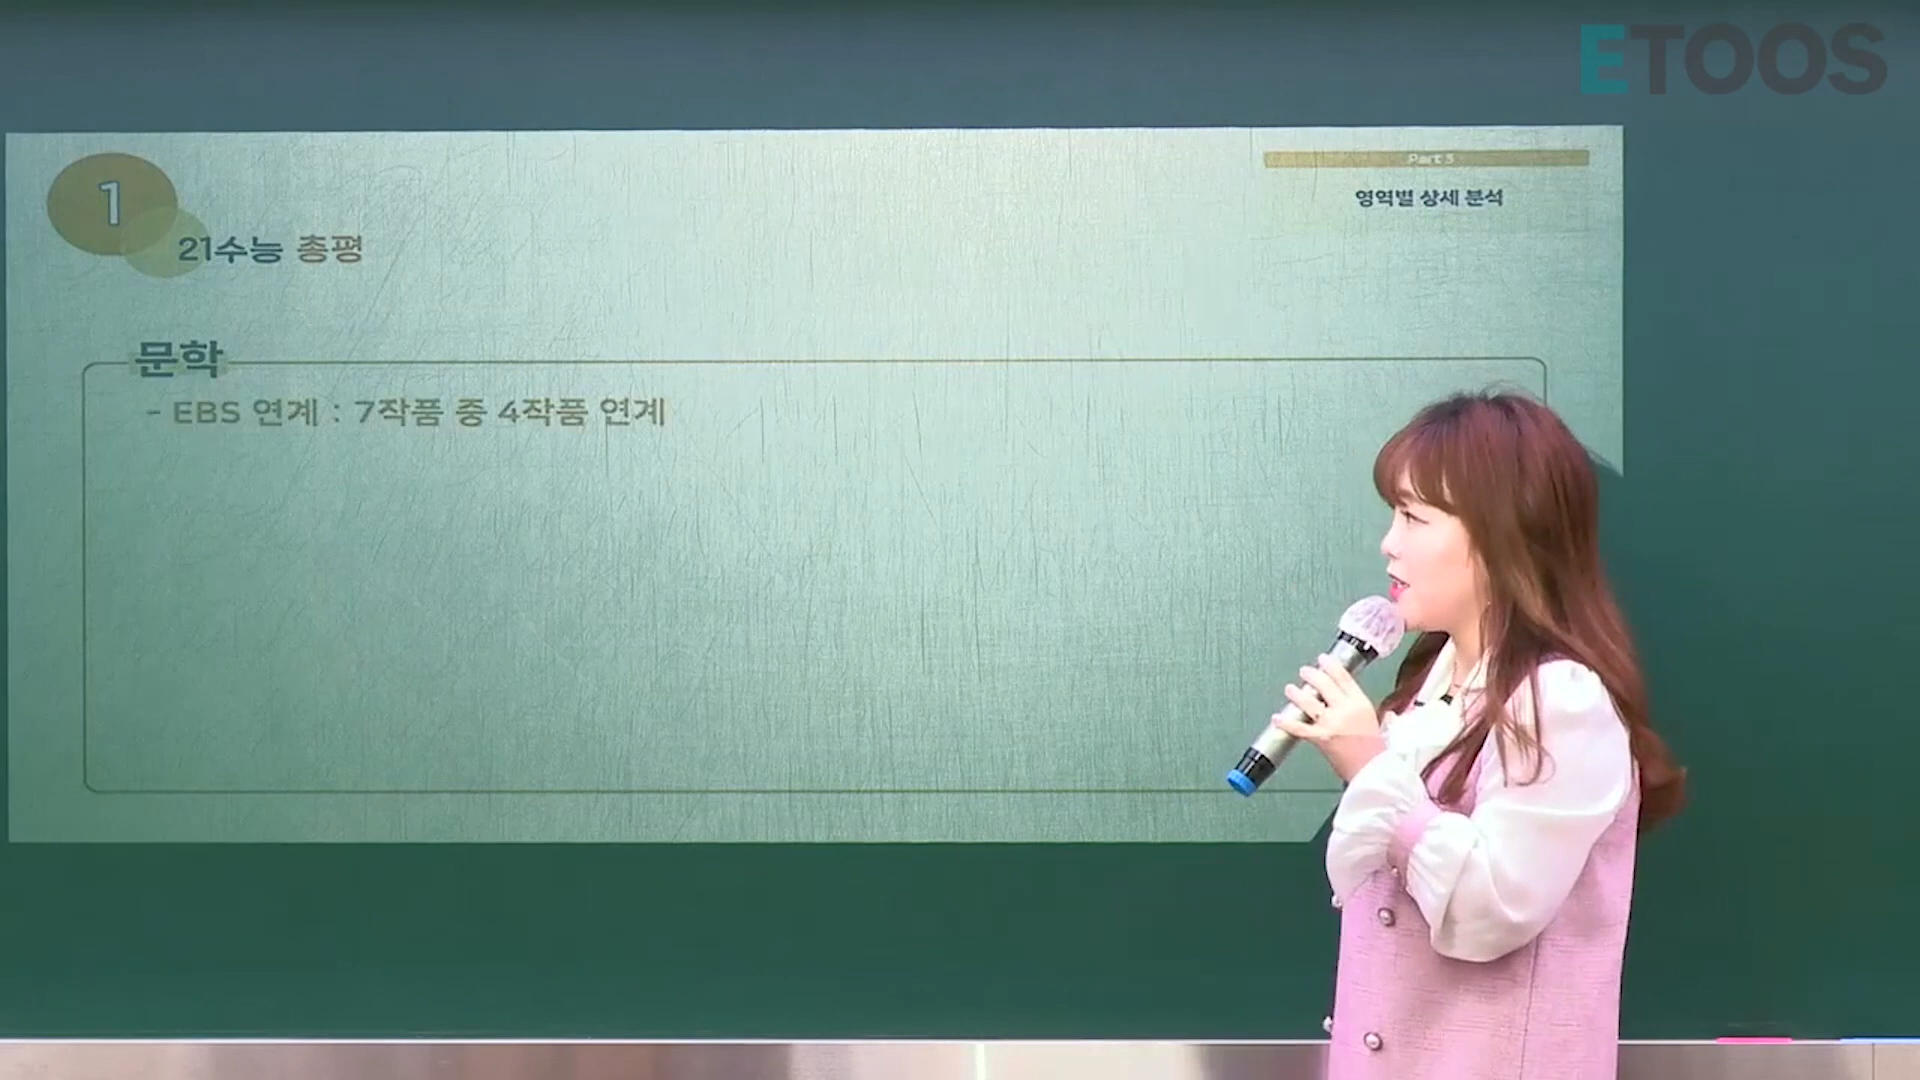 ETOOS
Part 3
영역별 상세 분석
1
21수능 총평
문학
- EBS 연계 : 7작품 중 4작품 연계